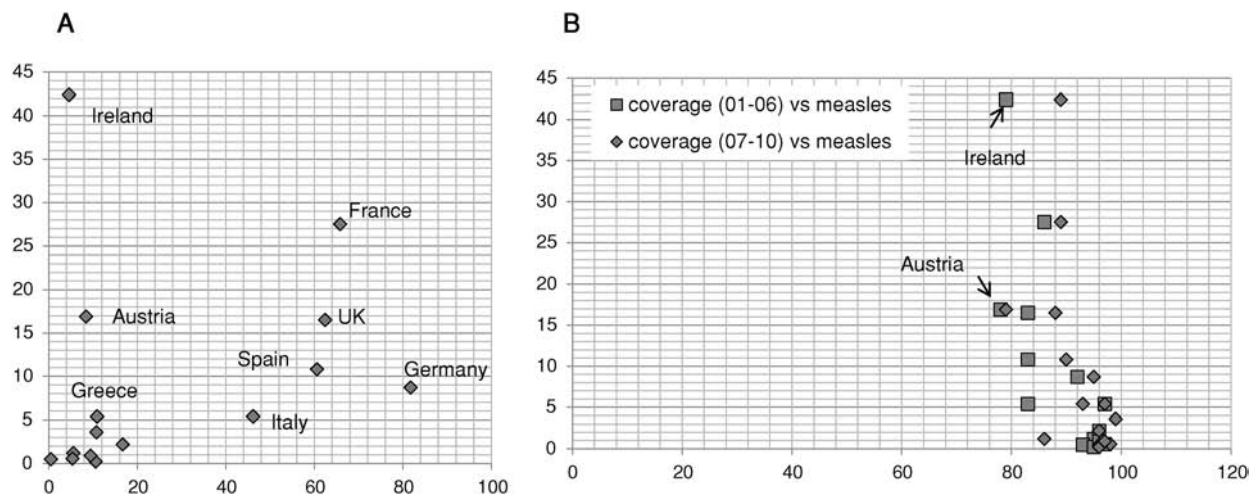 A
45
40
35
30
25
20
15
10
5
0
0 20 40 60 80 100
Ireland
France
Austria
UK
Spain
Germany
Greece
Italy
B
45
40
35
30
25
20
15
10
5
0
0 20 40 60 80 100 120
coverage (01-06) vs measles
coverage (07-10) vs measles
Ireland
Austria